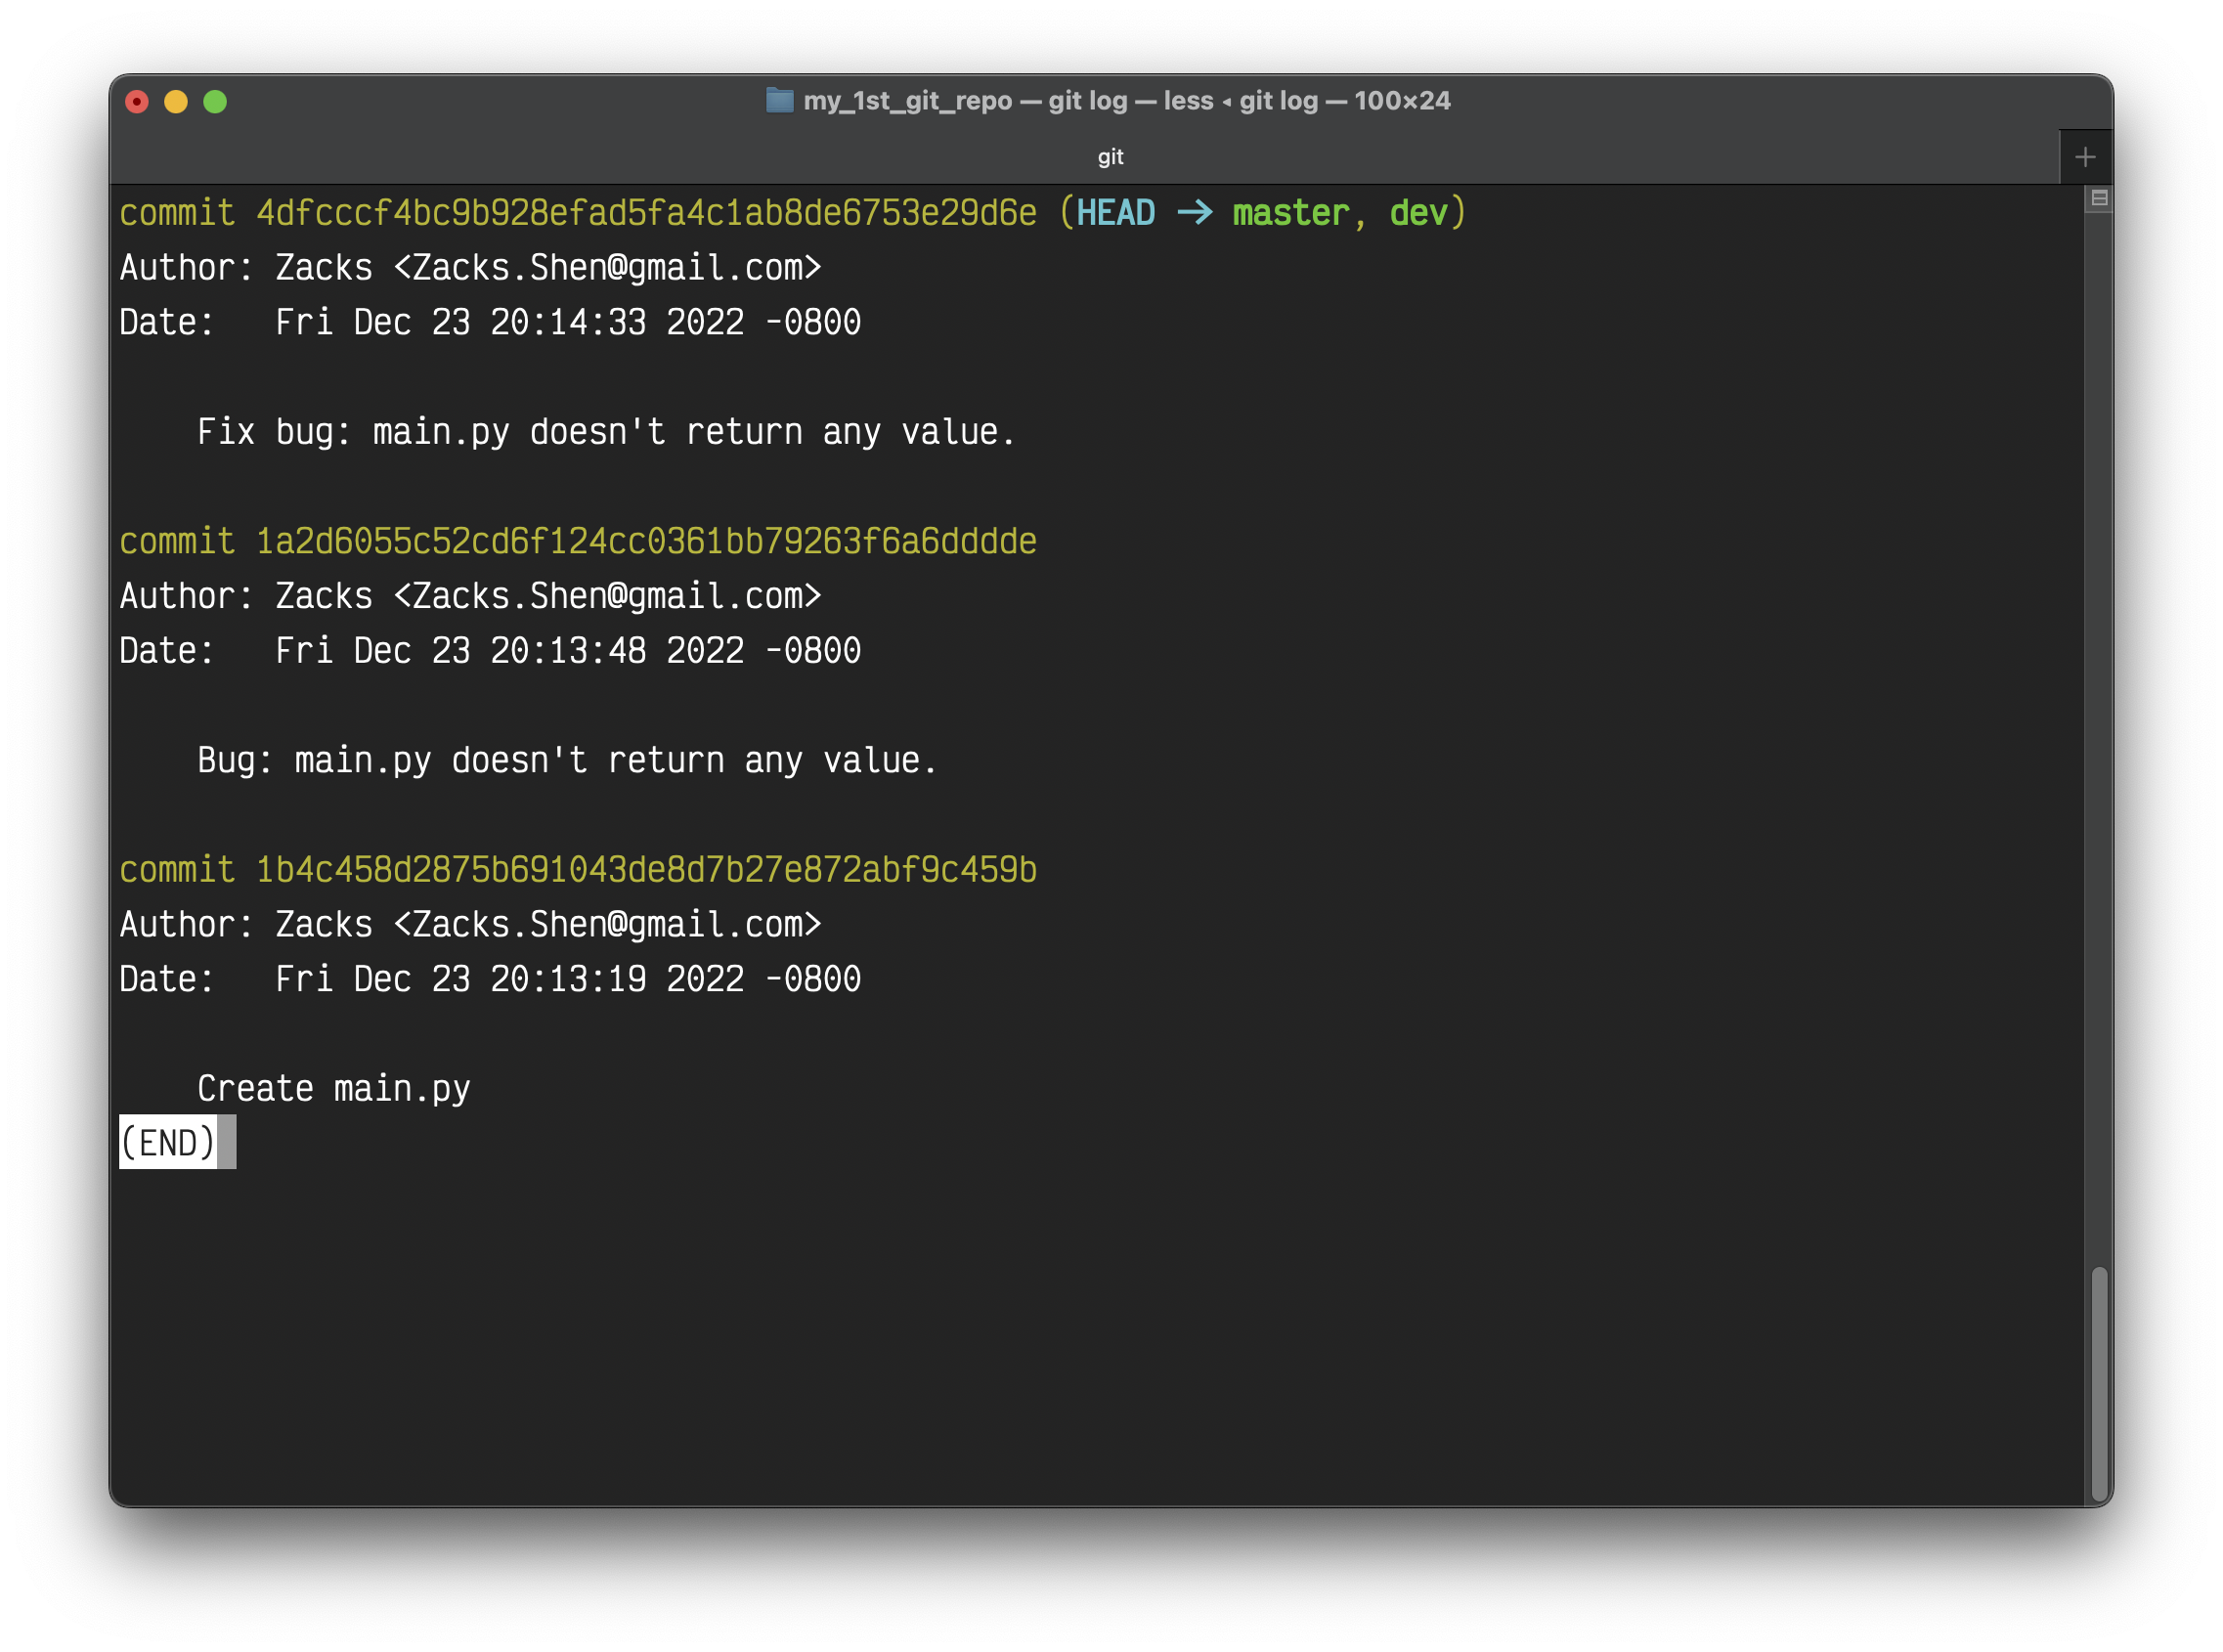 my_1st_git_repo — git log — less ◂ git log — 100×24
git
commit 4dfcccf4bc9b928efad5fa4c1ab8de6753e29d6e (HEAD -> master, dev)
Author: Zacks <Zacks.Shen@gmail.com>
Date:   Fri Dec 23 20:14:33 2022 -0800
    Fix bug: main.py doesn't return any value.
commit 1a2d6055c52cd6f124cc0361bb79263f6a6dddde
Author: Zacks <Zacks.Shen@gmail.com>
Date:   Fri Dec 23 20:13:48 2022 -0800
    Bug: main.py doesn't return any value.
commit 1b4c458d2875b691043de8d7b27e872abf9c459b
Author: Zacks <Zacks.Shen@gmail.com>
Date:   Fri Dec 23 20:13:19 2022 -0800
    Create main.py
(END)